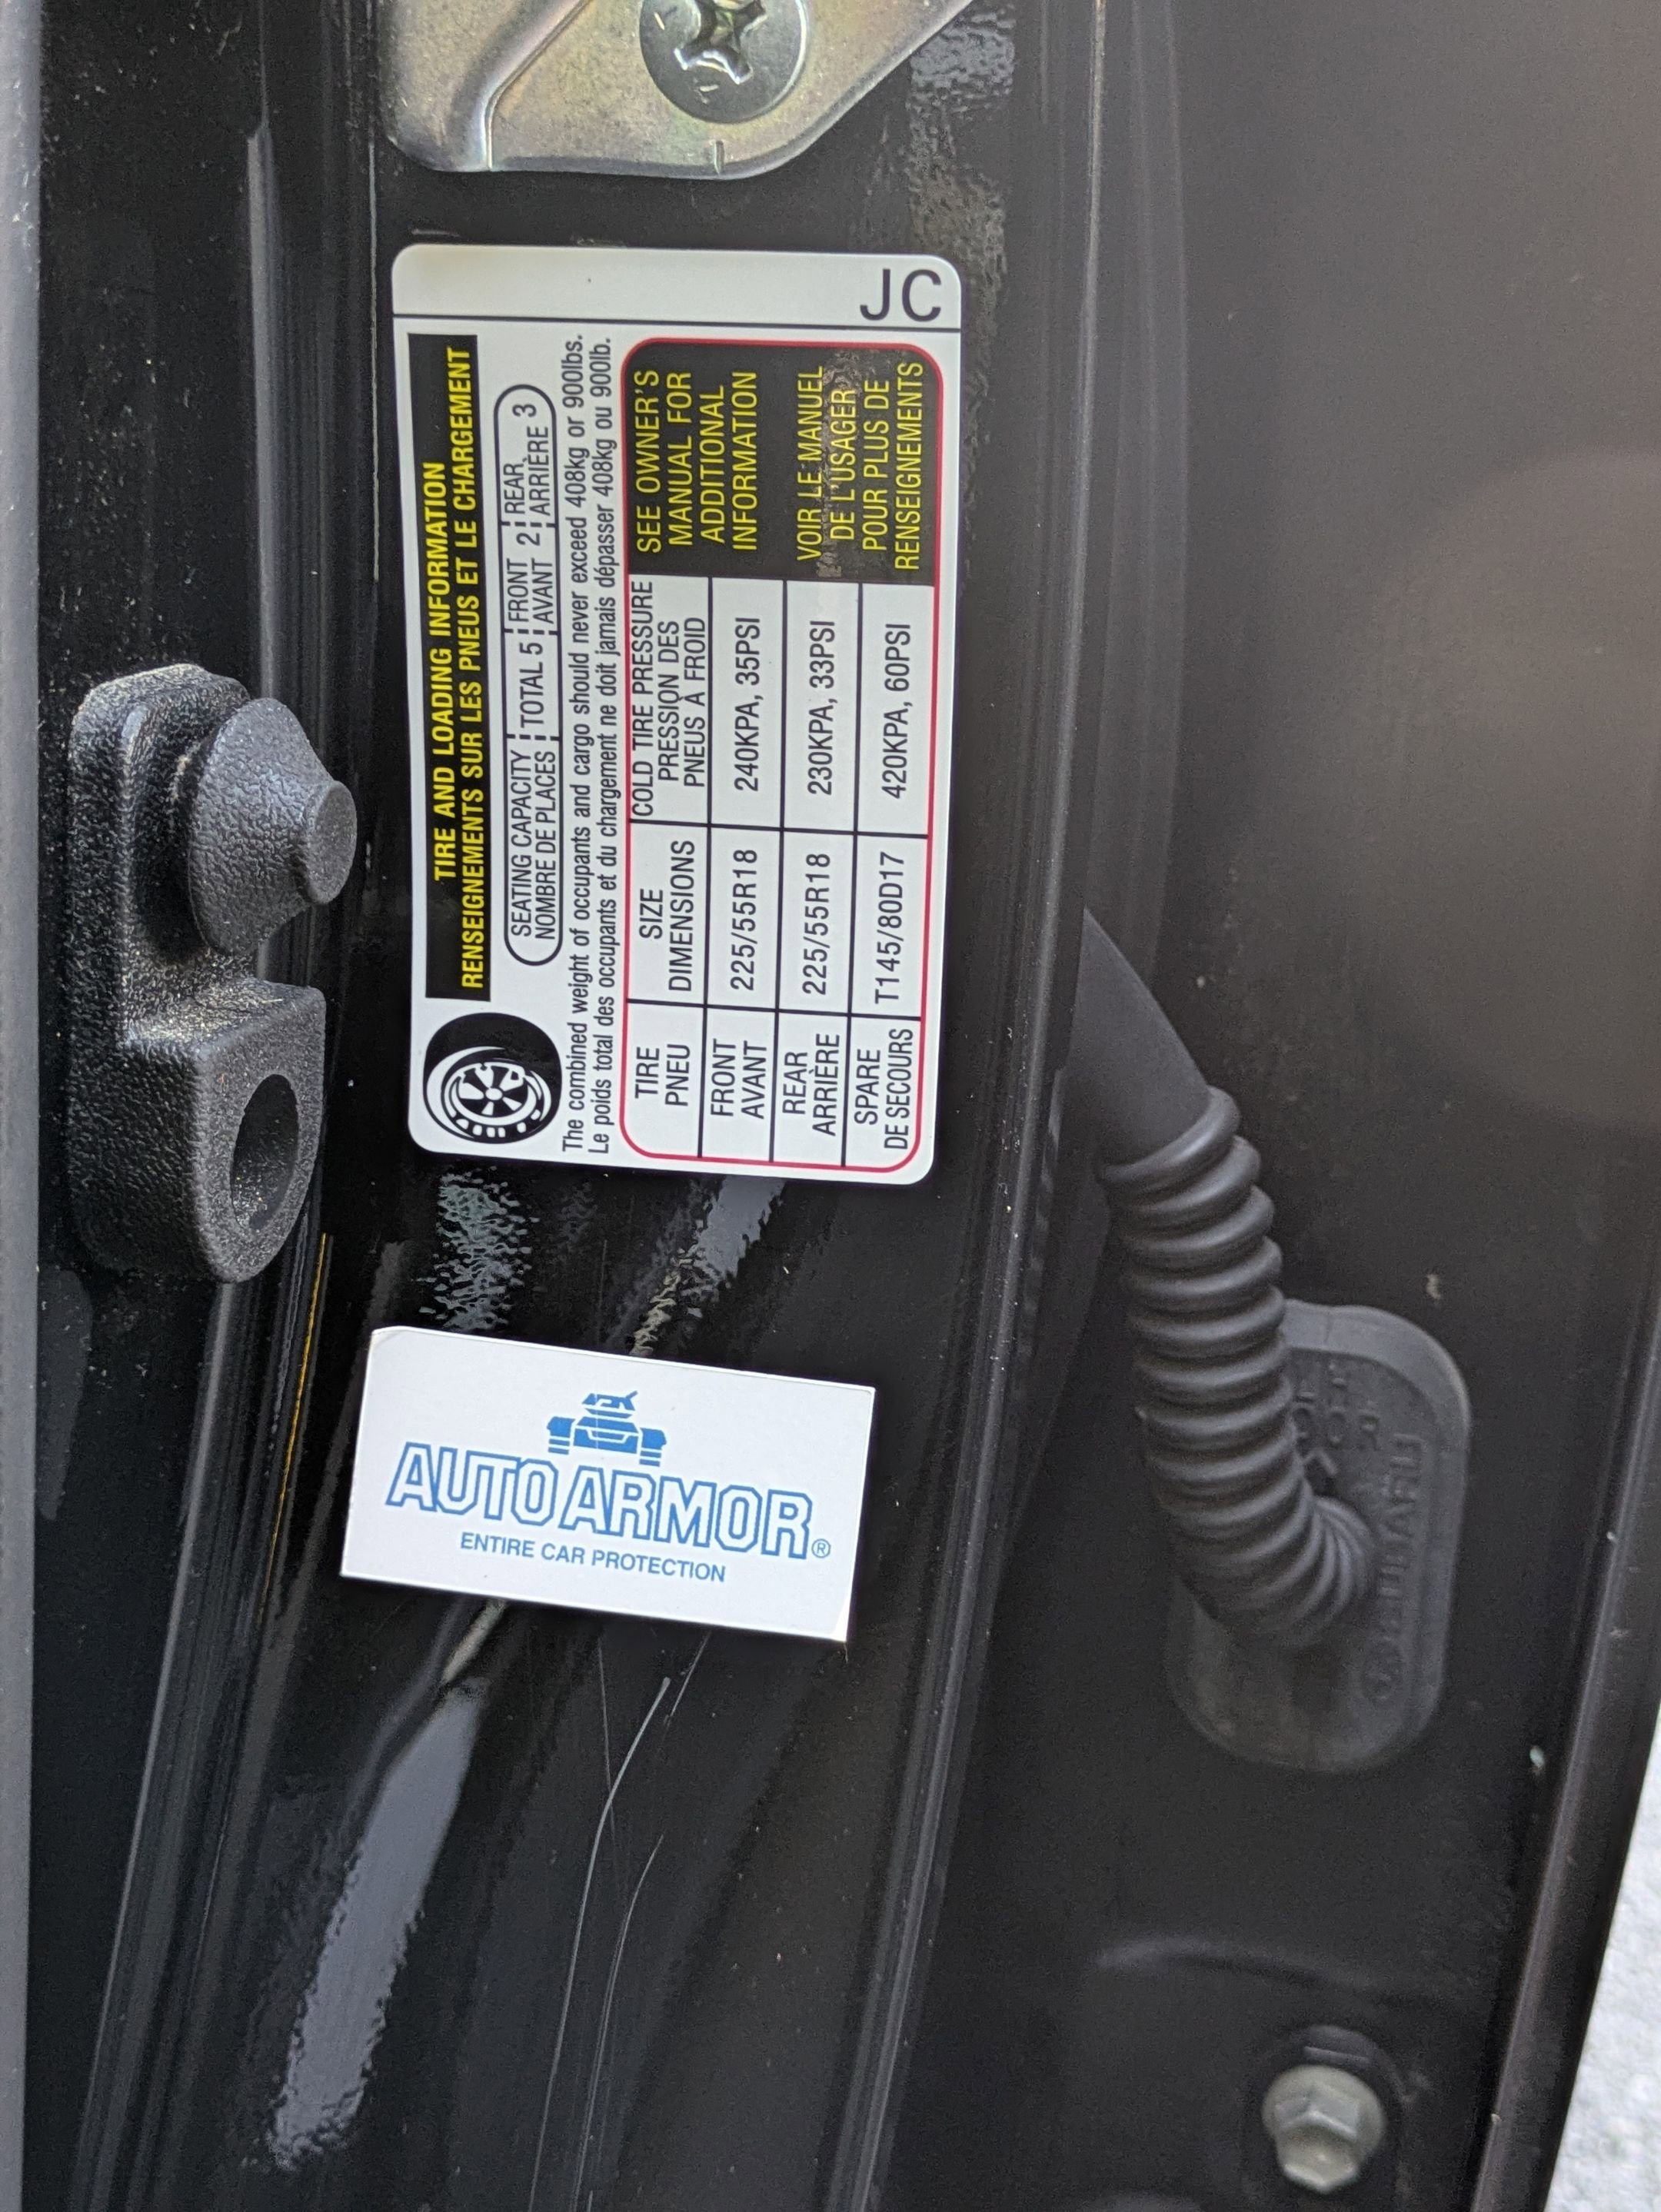 JC
TIRE AND LOADING INFORMATION
RENSEIGNEMENTS SUR LES PNEUS ET LE CHARGEMENT
SEATING CAPACITY TOTAL 5 FRONT 2 REAR 3
NOMBRE DE PLACES AVANT ARRIÈRE
The combined weight of occupants and cargo should never exceed 408kg or 900lbs.
Le poids total des occupants et du chargement ne doit jamais dépasser 408kg ou 900lb.
TIRE SIZE COLD TIRE PRESSURE
PNEU DIMENSIONS PRESSION DES
PNEUS À FROID
FRONT 225/55R18 240KPA, 35PSI
AVANT
REAR 225/55R18 230KPA, 33PSI
ARRIÈRE
SPARE T145/80D17 420KPA, 60PSI
DE SECOURS
SEE OWNER'S
MANUAL FOR
ADDITIONAL
INFORMATION
VOIR LE MANUEL
DE L'USAGER
POUR PLUS DE
RENSEIGNEMENTS
AUTO ARMOR®
ENTIRE CAR PROTECTION
SUBARU